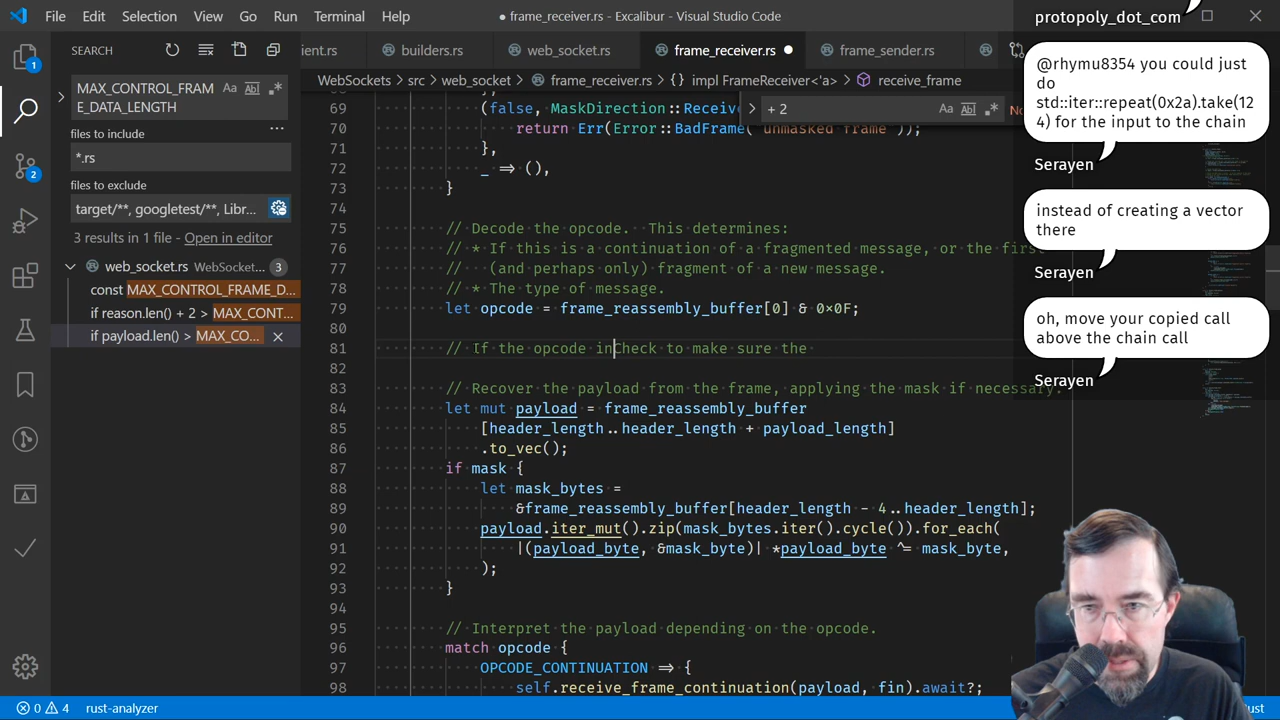 File Edit Selection View Go Run Terminal Help
● frame_receiver.rs - Excalibur - Visual Studio Code
protopoly_dot_com
SEARCH
ient.rs builders.rs web_socket.rs frame_receiver.rs ● frame_sender.rs
WebSockets > src > web_socket > frame_receiver.rs > {} impl FrameReceiver<'a> > receive_frame
MAX_CONTROL_FRAM
E_DATA_LENGTH
files to include
*.rs
files to exclude
target/**, googletest/**, Libr...
3 results in 1 file - Open in editor
web_socket.rs WebSocket... 3
const MAX_CONTROL_FRAME_D...
if reason.len() + 2 > MAX_CONT...
if payload.len() > MAX_CO...
+ 2
No
69 (false, MaskDirection::Receive
70 return Err(Error::BadFrame("unmasked frame"));
71 },
72 _ => (),
73 }
74
75 // Decode the opcode. This determines:
76 // * If this is a continuation of a fragmented message, or the first
77 // (and perhaps only) fragment of a new message.
78 // * The type of message.
79 let opcode = frame_reassembly_buffer[0] & 0x0F;
80
81 // If the opcode inCheck to make sure the
82
83 // Recover the payload from the frame, applying the mask if necessary.
84 let mut payload = frame_reassembly_buffer
85 [header_length..header_length + payload_length]
86 .to_vec();
87 if mask {
88 let mask_bytes =
89 &frame_reassembly_buffer[header_length - 4..header_length];
90 payload.iter_mut().zip(mask_bytes.iter().cycle()).for_each(
91 |(payload_byte, &mask_byte)| *payload_byte ^= mask_byte,
92 );
93 }
94
95 // Interpret the payload depending on the opcode.
96 match opcode {
97 OPCODE_CONTINUATION => {
98 self.receive_frame_continuation(payload, fin).await?;
@rhymu8354 you could just
do
std::iter::repeat(0x2a).take(12
4) for the input to the chain
Serayen
instead of creating a vector
there
Serayen
oh, move your copied call
above the chain call
Serayen
1
2
0 4 rust-analyzer